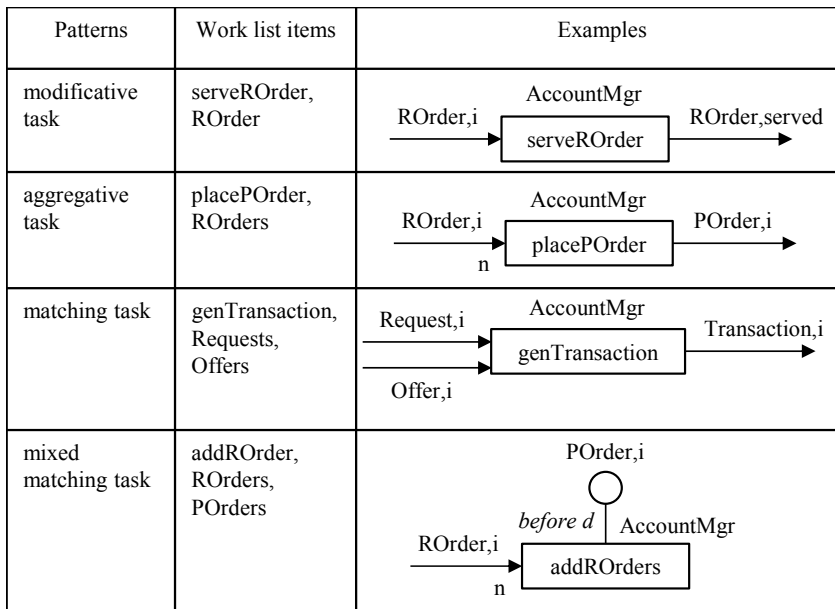 Patterns
Work list items
Examples
modificative
task
serveROrder,
ROrder
AccountMgr
ROrder,i
serveROrder
ROrder,served
aggregative
task
placePOrder,
ROrders
AccountMgr
ROrder,i
n
placePOrder
POrder,i
matching task
genTransaction,
Requests,
Offers
AccountMgr
Request,i
Offer,i
genTransaction
Transaction,i
mixed
matching task
addROrder,
ROrders,
POrders
POrder,i
before d
AccountMgr
ROrder,i
n
addROrders